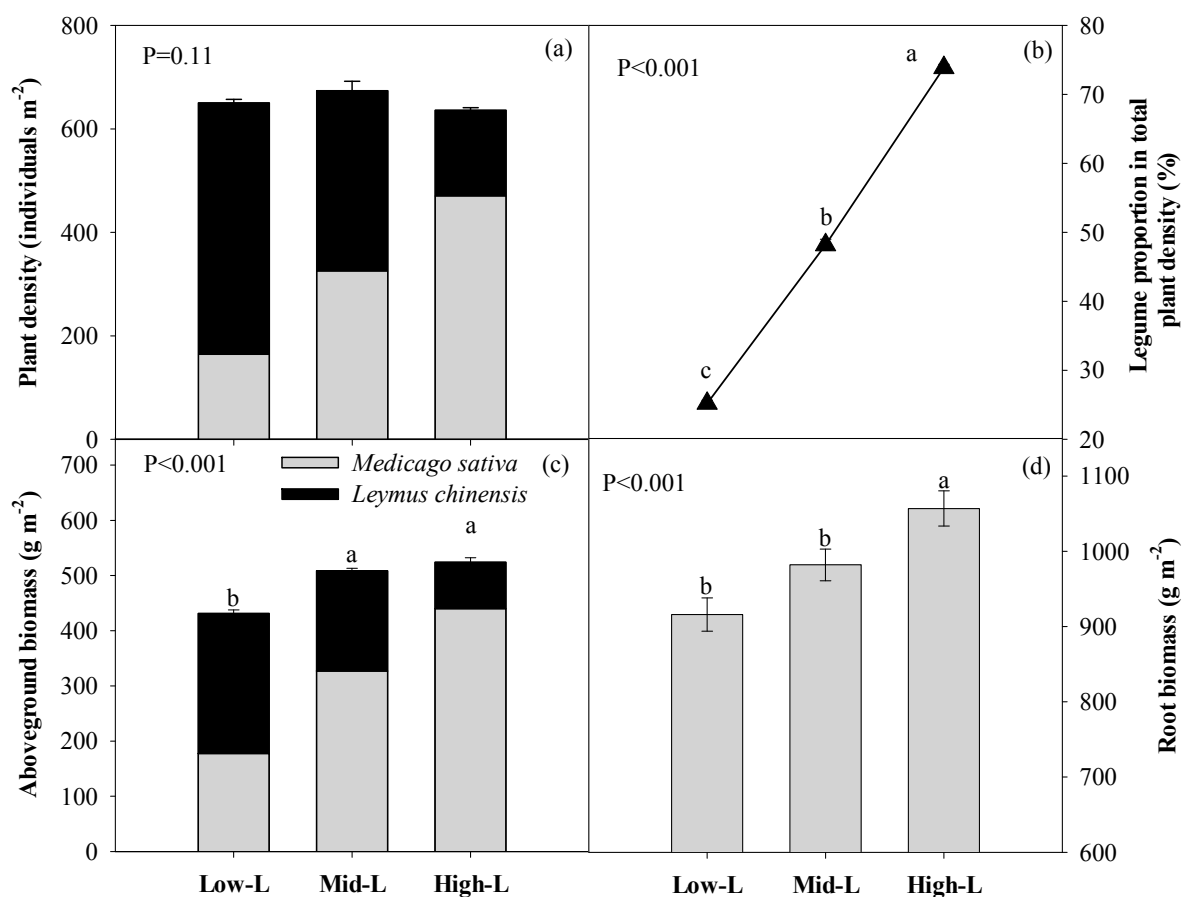 800
600
400
200
0
Plant density (individuals m⁻²)
P=0.11
(a)
P<0.001
(b)
a
b
c
80
70
60
50
40
30
20
Legume proportion in total
plant density (%)
700
600
500
400
300
200
100
0
Aboveground biomass (g m⁻²)
P<0.001
(c)
Medicago sativa
Leymus chinensis
b
a
a
Low-L
Mid-L
High-L
P<0.001
(d)
b
b
a
1100
1000
900
800
700
600
Root biomass (g m⁻²)
Low-L
Mid-L
High-L